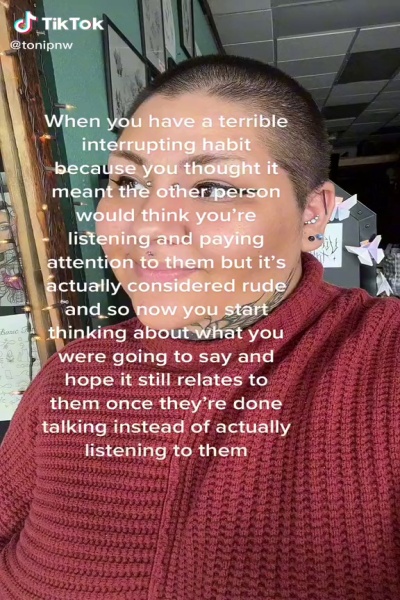 TikTok
@tonipnw
When you have a terrible
interrupting habit
because you thought it
meant the other person
would think you're
listening and paying
attention to them but it's
actually considered rude
and so now you start
thinking about what you
were going to say and
hope it still relates to
them once they're done
talking instead of actually
listening to them